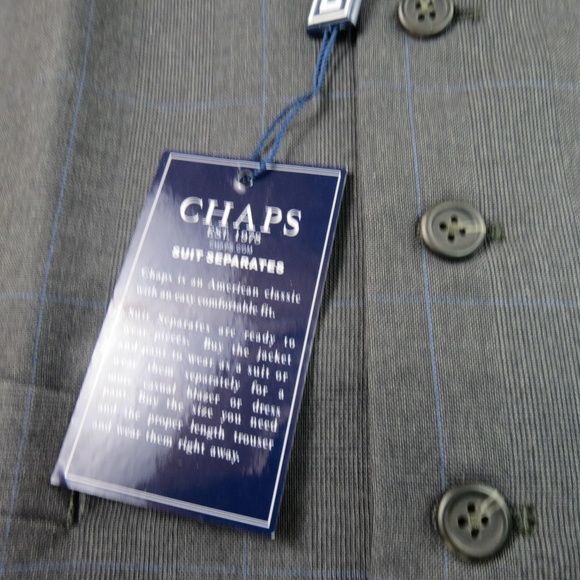 CHAPS
EST. 1978
CHAPS.COM
SUIT SEPARATES
Chaps is an American classic
with an easy comfortable fit.
Separates are ready to
wear pieces. Buy the jacket
and pant to wear as a suit or
wear them separately for a
more casual blazer or dress
pant. Buy the size you need
and the proper length trouser
and wear them right away.